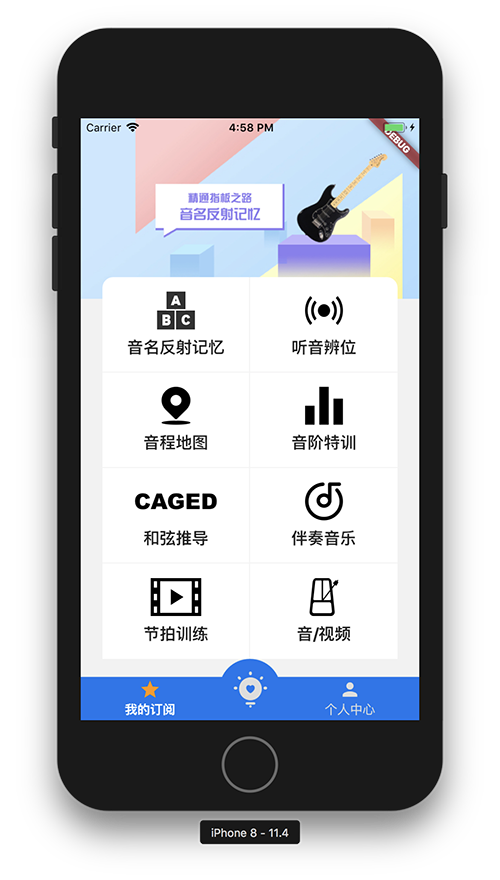 Carrier
4:58 PM
DEBUG
精通指板之路
音名反射记忆
A
B C
音名反射记忆
听音辨位
音程地图
音阶特训
CAGED
和弦推导
伴奏音乐
节拍训练
音/视频
我的订阅
个人中心
iPhone 8 - 11.4